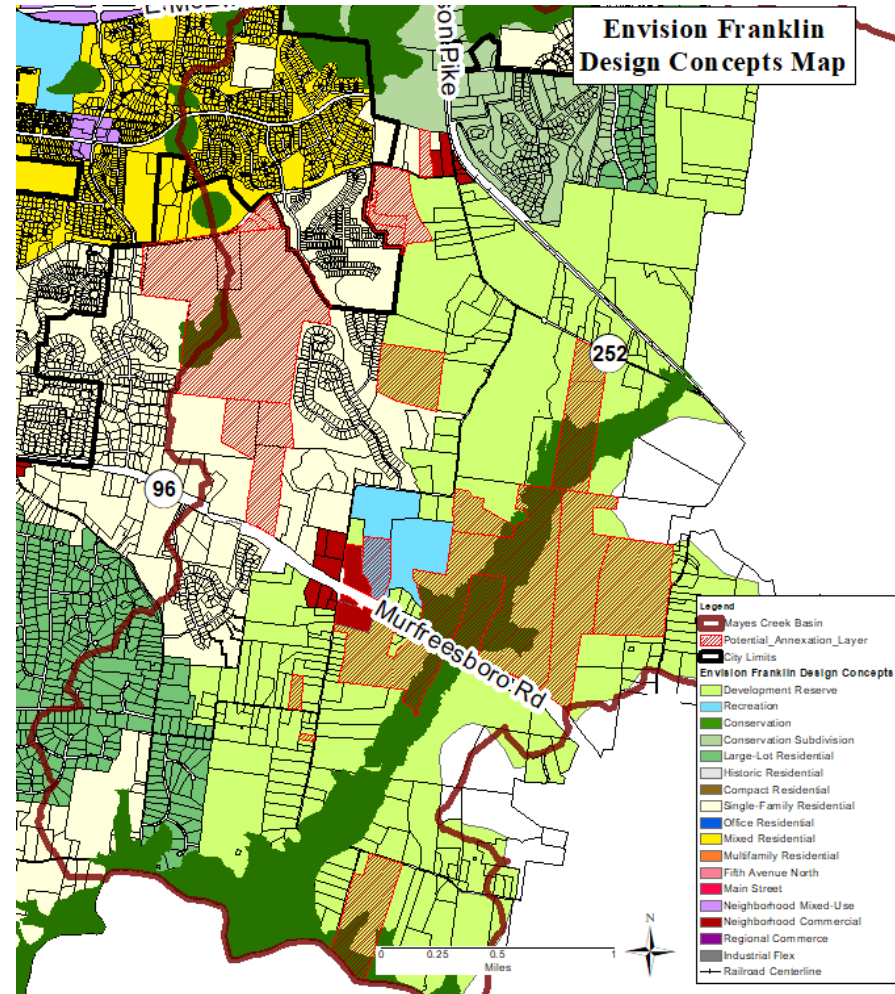 Envision Franklin
Design Concepts Map
son Pike
252
96
Murfreesboro Rd
Legend
Mayes Creek Basin
Potential_Annexation_Layer
City Limits
Envision Franklin Design Concepts
Development Reserve
Recreation
Conservation
Conservation Subdivision
Large-Lot Residential
Historic Residential
Compact Residential
Single-Family Residential
Office Residential
Mixed Residential
Multifamily Residential
Fifth Avenue North
Main Street
Neighborhood Mixed-Use
Neighborhood Commercial
Regional Commerce
Industrial Flex
Railroad Centerline
N
0 0.25 0.5 1
Miles